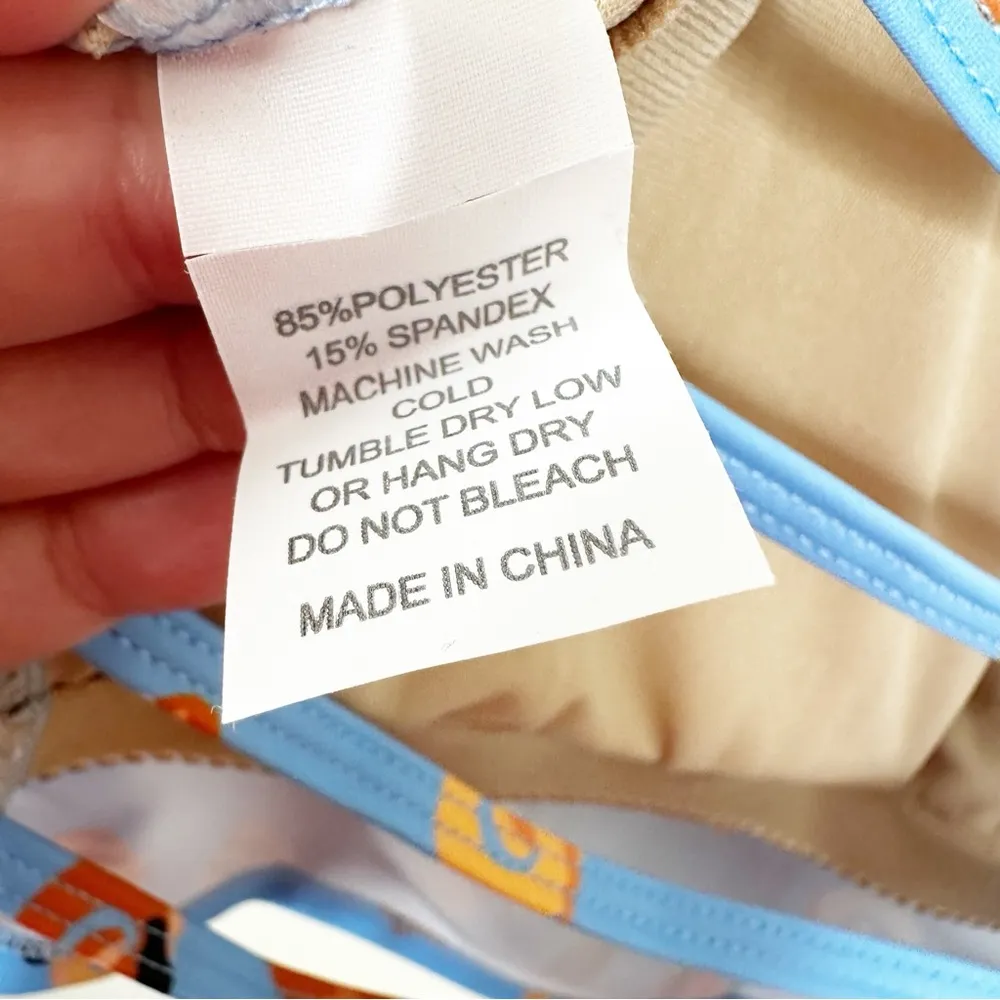 85%POLYESTER
15% SPANDEX
MACHINE WASH
COLD
TUMBLE DRY LOW
OR HANG DRY
DO NOT BLEACH
MADE IN CHINA